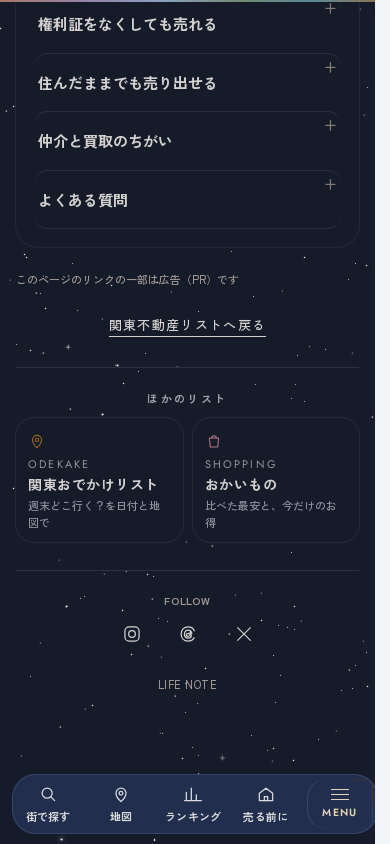 権利証をなくしても売れる
住んだままでも売り出せる
仲介と買取のちがい
よくある質問
このページのリンクの一部は広告（PR）です
関東不動産リストへ戻る
ほかのリスト
ODEKAKE
関東おでかけリスト
週末どこ行く？を日付と地
図で
SHOPPING
おかいもの
比べた最安と、今だけのお
得
FOLLOW
LIFE NOTE
街で探す
地図
ランキング
売る前に
MENU